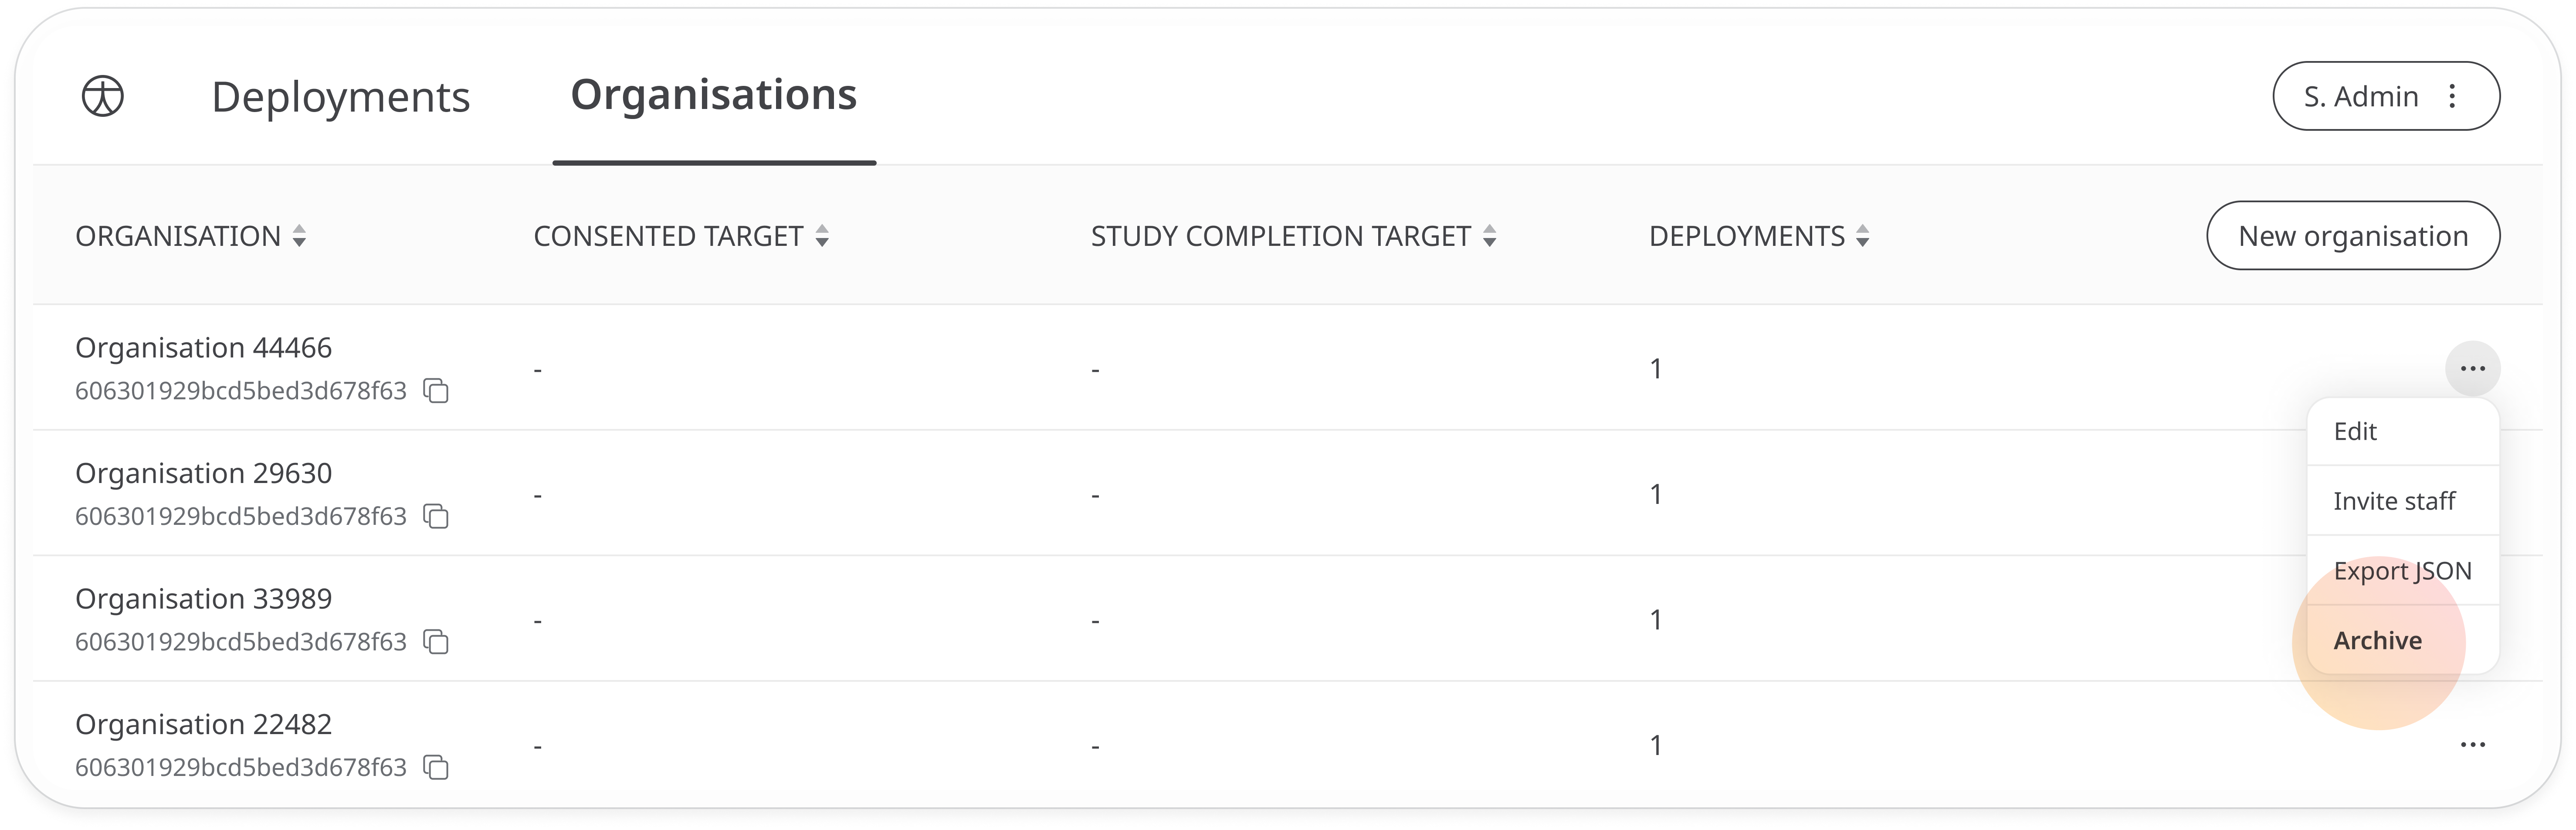 Deployments
Organisations
S. Admin
ORGANISATION
CONSENTED TARGET
STUDY COMPLETION TARGET
DEPLOYMENTS
New organisation
Organisation 44466
606301929bcd5bed3d678f63
-
-
1
Edit
Invite staff
Export JSON
Archive
Organisation 29630
606301929bcd5bed3d678f63
-
-
1
Organisation 33989
606301929bcd5bed3d678f63
-
-
1
Organisation 22482
606301929bcd5bed3d678f63
-
-
1